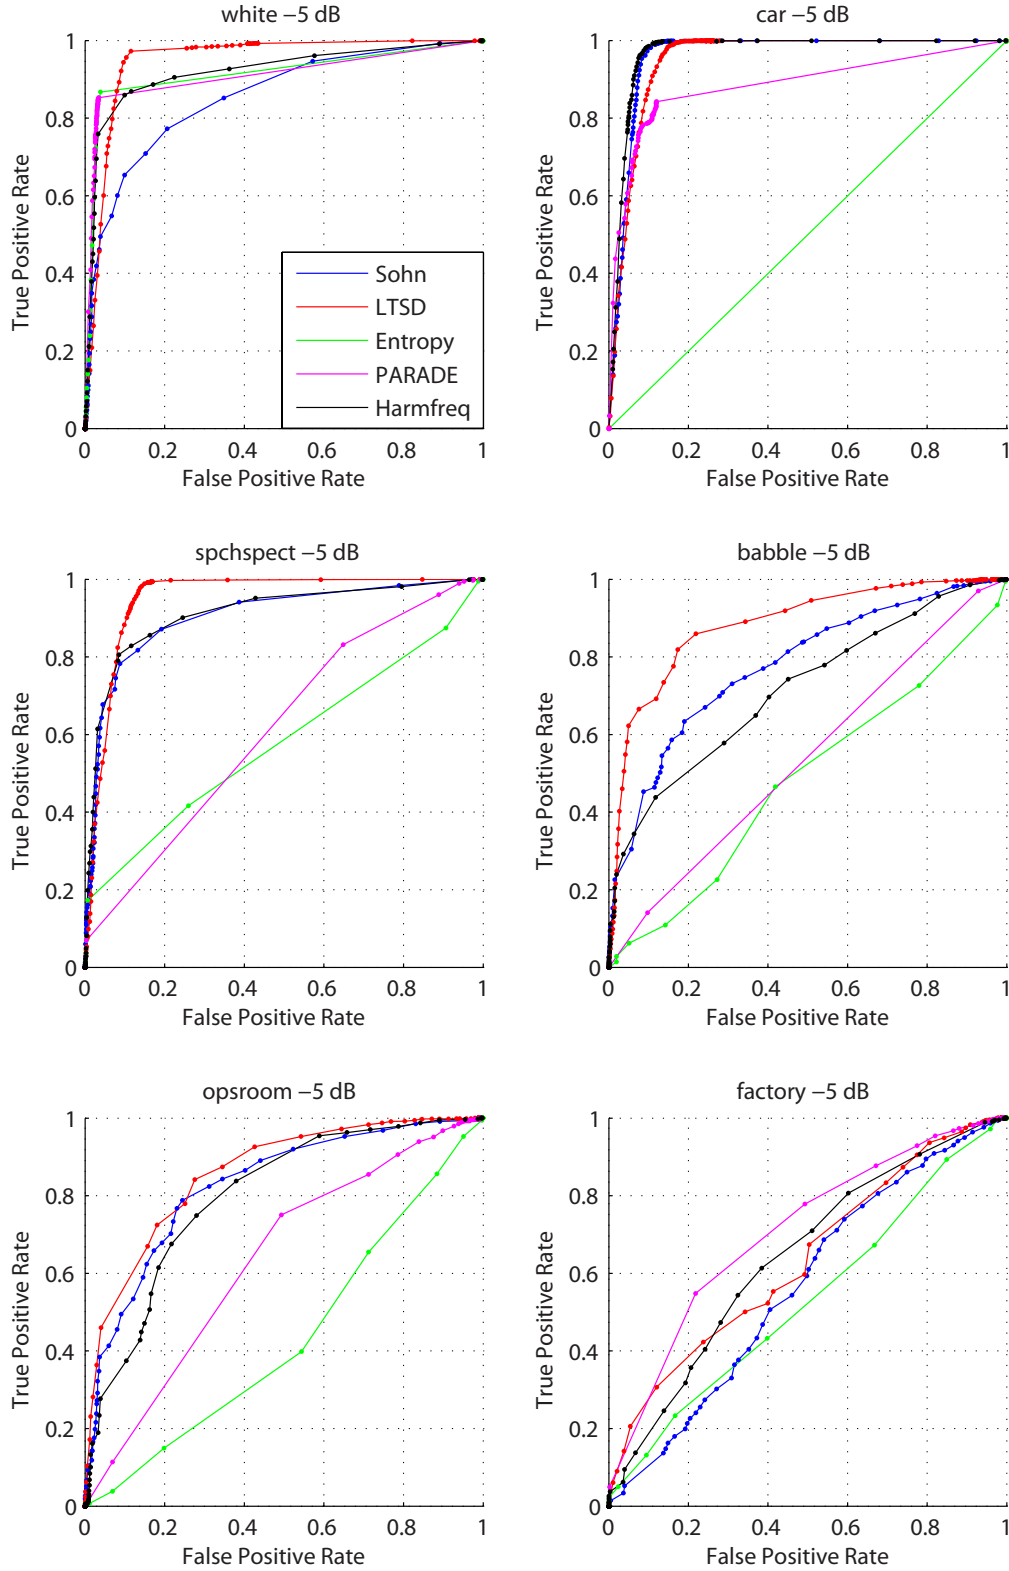 white −5 dB
car −5 dB
1
0.8
0.6
0.4
0.2
0
True Positive Rate
0 0.2 0.4 0.6 0.8 1
False Positive Rate
Sohn
LTSD
Entropy
PARADE
Harmfreq
1
0.8
0.6
0.4
0.2
0
True Positive Rate
0 0.2 0.4 0.6 0.8 1
False Positive Rate
spchspect −5 dB
babble −5 dB
1
0.8
0.6
0.4
0.2
0
True Positive Rate
0 0.2 0.4 0.6 0.8 1
False Positive Rate
1
0.8
0.6
0.4
0.2
0
True Positive Rate
0 0.2 0.4 0.6 0.8 1
False Positive Rate
opsroom −5 dB
factory −5 dB
1
0.8
0.6
0.4
0.2
0
True Positive Rate
0 0.2 0.4 0.6 0.8 1
False Positive Rate
1
0.8
0.6
0.4
0.2
0
True Positive Rate
0 0.2 0.4 0.6 0.8 1
False Positive Rate